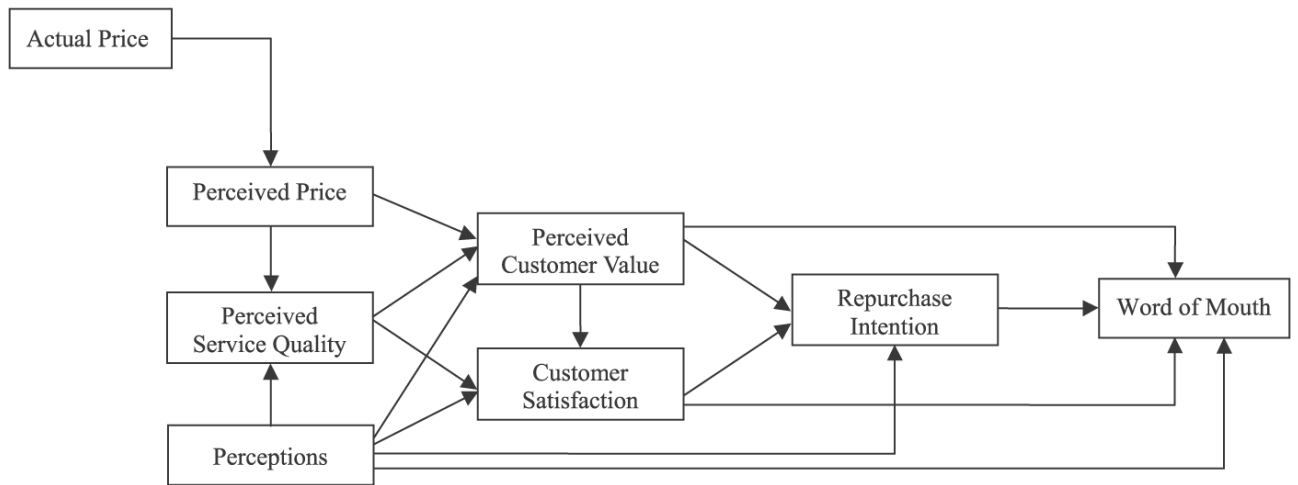 Actual Price
Perceived Price
Perceived
Service Quality
Perceptions
Perceived
Customer Value
Customer
Satisfaction
Repurchase
Intention
Word of Mouth